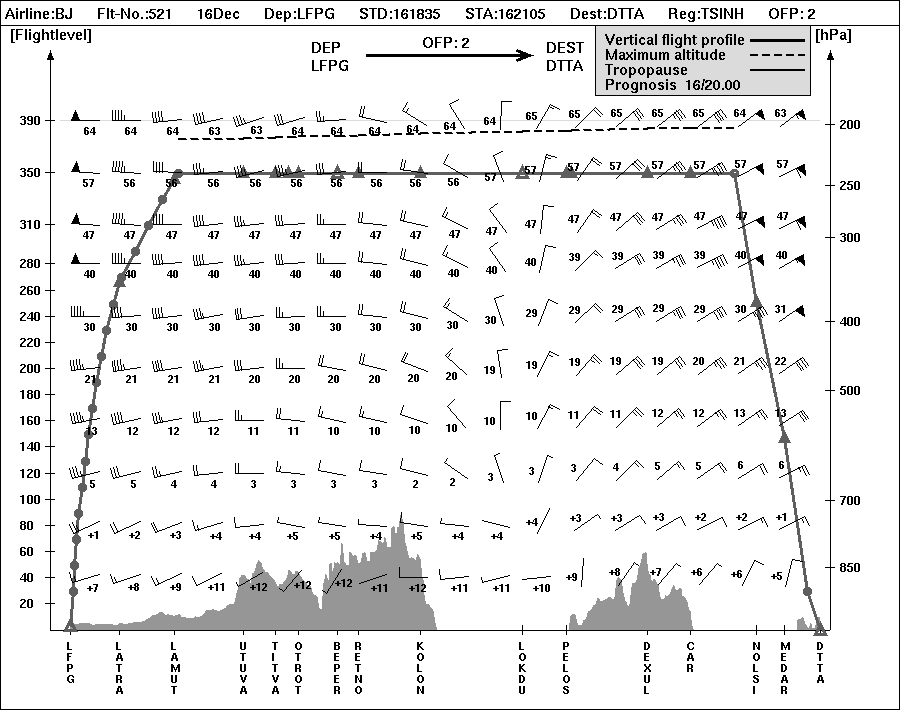 Airline:BJ Flt-No.:521 16Dec Dep:LFPG STD:161835 STA:162105 Dest:DTTA Reg:TSINH OFP: 2
[Flightlevel] DEP OFP: 2 DEST [hPa]
LFPG DTTA
Vertical flight profile
Maximum altitude
Tropopause
Prognosis 16/20.00
390 64 64 64 63 63 64 64 64 64 64 64 65 65 65 65 65 64 63 200
350 57 56 56 56 56 56 56 56 56 56 57 57 57 57 57 57 57 57 250
310 47 47 47 47 47 47 47 47 47 47 47 47 47 47 47 47 47 47 300
280 40 40 40 40 40 40 40 40 40 40 40 40 39 39 39 39 40 40
260
240 30 30 30 30 30 30 30 30 30 30 30 29 29 29 29 29 30 31 400
220
200 21 21 21 21 20 20 20 20 20 20 19 19 19 19 19 20 21 22 500
180
160 13 12 12 12 11 11 10 10 10 10 10 10 11 11 12 12 13 13
140
120 5 5 4 4 3 3 3 3 2 2 3 3 3 4 5 5 6 6
100 700
80 +1 +2 +3 +4 +4 +5 +5 +4 +5 +4 +4 +4 +3 +3 +3 +2 +2 +1
60
40 +7 +8 +9 +11 +12 +12 +12 +11 +12 +11 +11 +10 +9 +8 +7 +6 +6 +5 850
20
LFPG LATRA LAMUT UTUVA TITVA OTROT BEPER RETNO KOLON LOKDU PELOS DEXUL CAR NOLSI MEDAR DTTA